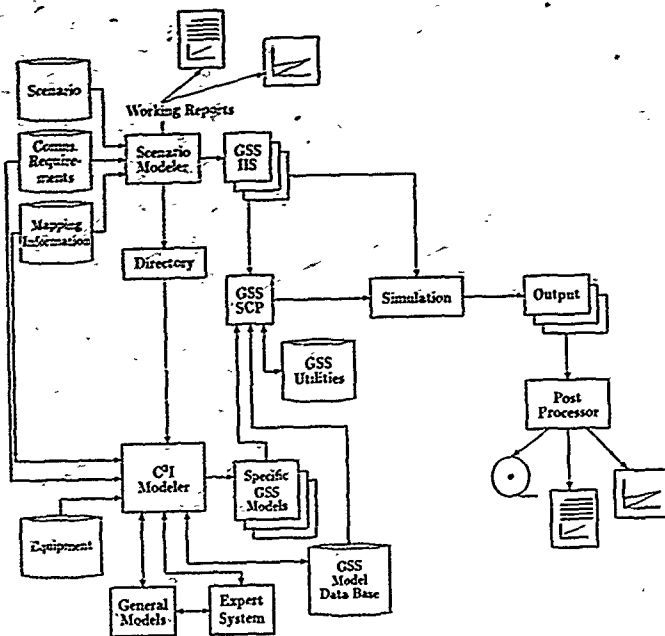 Scenario
Working Reports
Comms.
Require-
ments
Scenario
Modeler
GSS
IIS
Mapping
Information
Directory
GSS
SCP
Simulation
Output
GSS
Utilities
Post
Processor
C³I
Modeler
Specific
GSS
Models
Equipment
GSS
Model
Data Base
General
Models
Expert
System